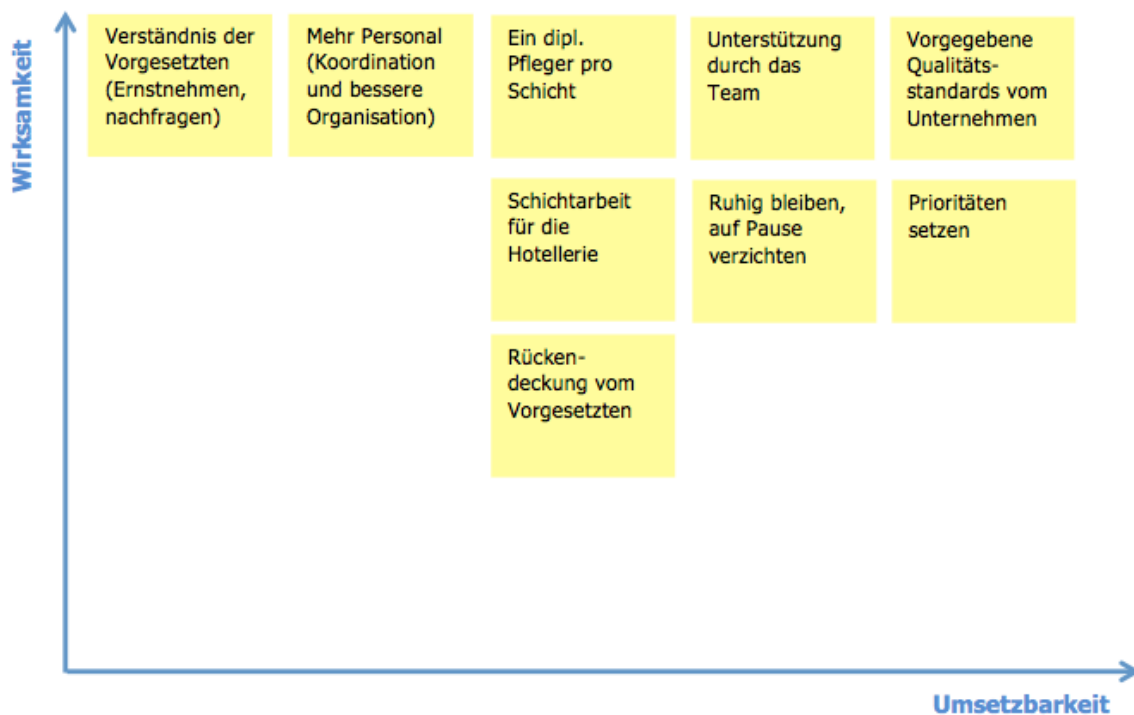 Wirksamkeit
Verständnis der
Vorgesetzten
(Ernstnehmen,
nachfragen)
Mehr Personal
(Koordination
und bessere
Organisation)
Ein dipl.
Pfleger pro
Schicht
Unterstützung
durch das
Team
Vorgegebene
Qualitäts-
standards vom
Unternehmen
Schichtarbeit
für die
Hotellerie
Ruhig bleiben,
auf Pause
verzichten
Prioritäten
setzen
Rücken-
deckung vom
Vorgesetzten
Umsetzbarkeit